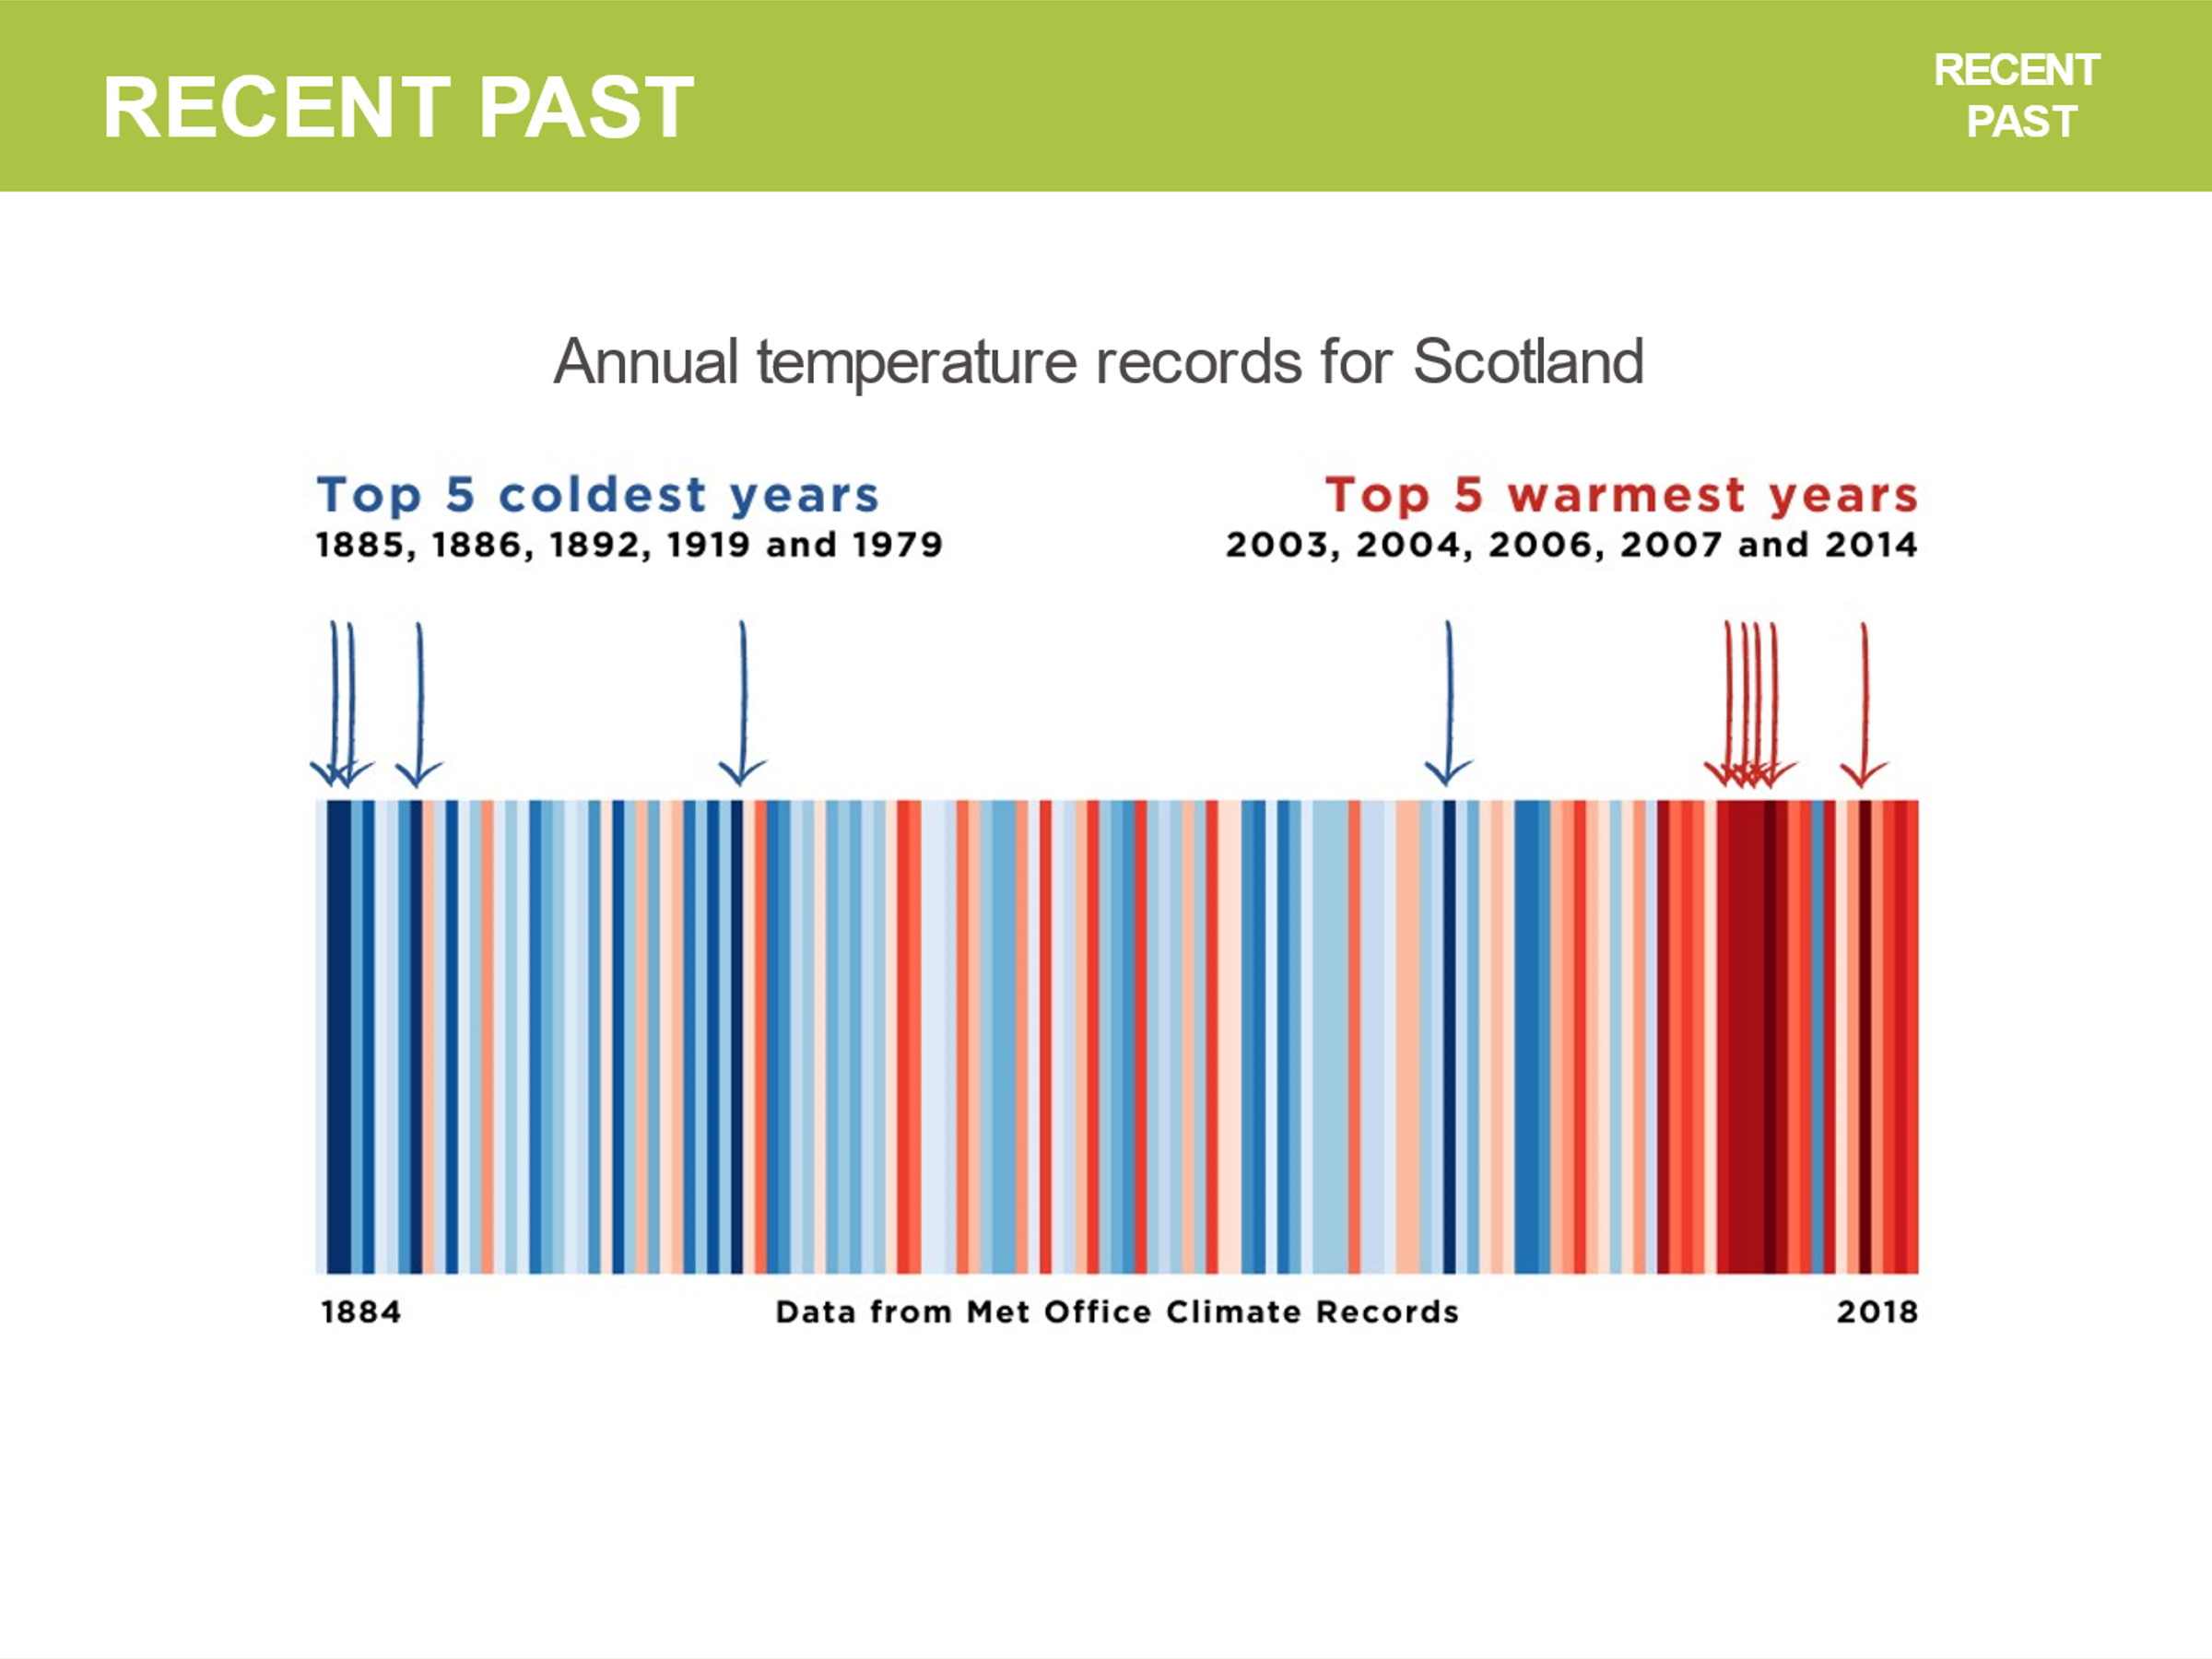 RECENT PAST
RECENT
PAST
Annual temperature records for Scotland
Top 5 coldest years
1885, 1886, 1892, 1919 and 1979
Top 5 warmest years
2003, 2004, 2006, 2007 and 2014
1884
Data from Met Office Climate Records
2018